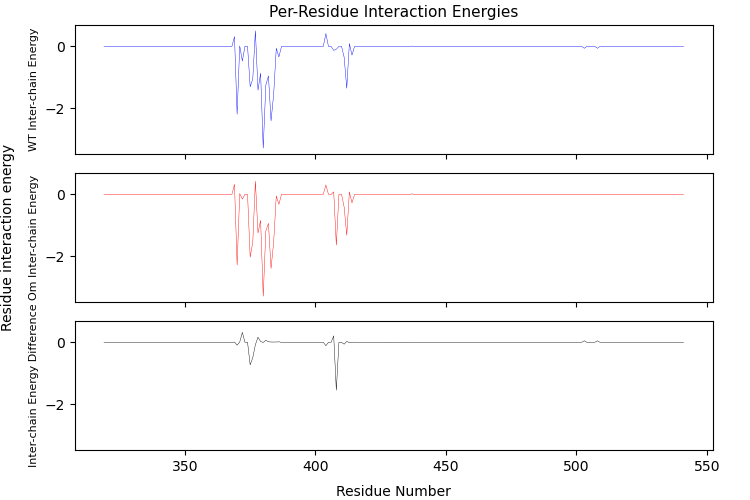 Per-Residue Interaction Energies
Residue interaction energy
WT Inter-chain Energy
0
−2
Om Inter-chain Energy
0
−2
Inter-chain Energy Difference
0
−2
350
400
450
500
550
Residue Number